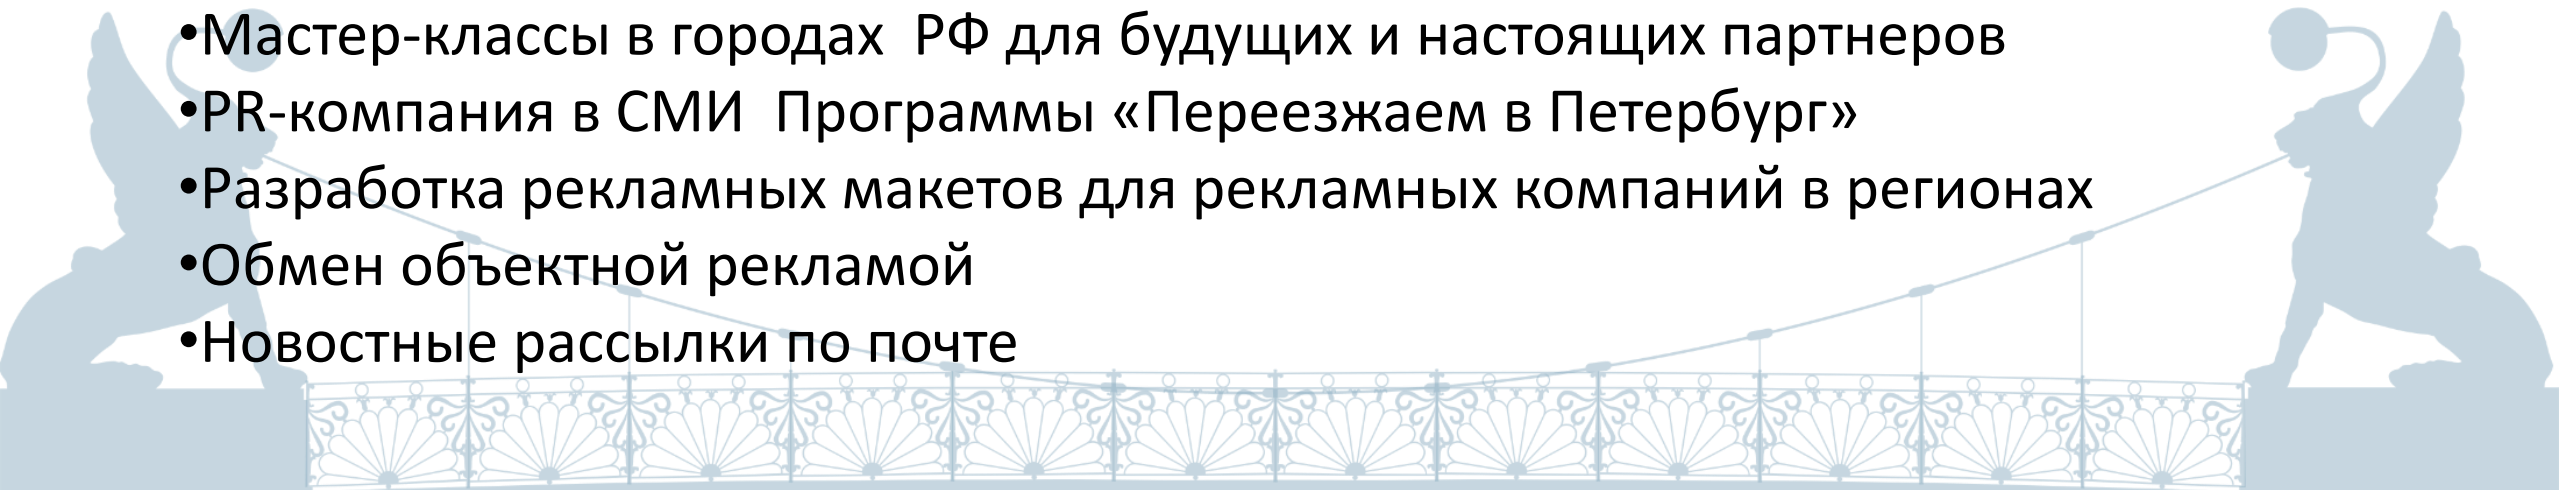 •Мастер-классы в городах  РФ для будущих и настоящих партнеров
•PR-компания в СМИ  Программы «Переезжаем в Петербург»
•Разработка рекламных макетов для рекламных компаний в регионах
•Обмен объектной рекламой
•Новостные рассылки по почте